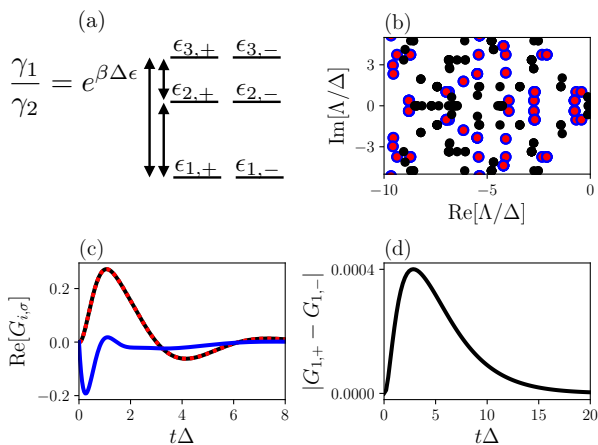 (a)
γ₁/γ₂ = e^{βΔϵ}
ϵ₃,₊ ϵ₃,₋
ϵ₂,₊ ϵ₂,₋
ϵ₁,₊ ϵ₁,₋
(b)
Im[Λ/Δ]
3
0
−3
−10 −5 0
Re[Λ/Δ]
(c)
Re[G_{i,σ}]
0.2
0.0
−0.2
0 2 4 6 8
tΔ
(d)
|G_{1,+} − G_{1,−}|
0.0004
0.0000
0 5 10 15 20
tΔ